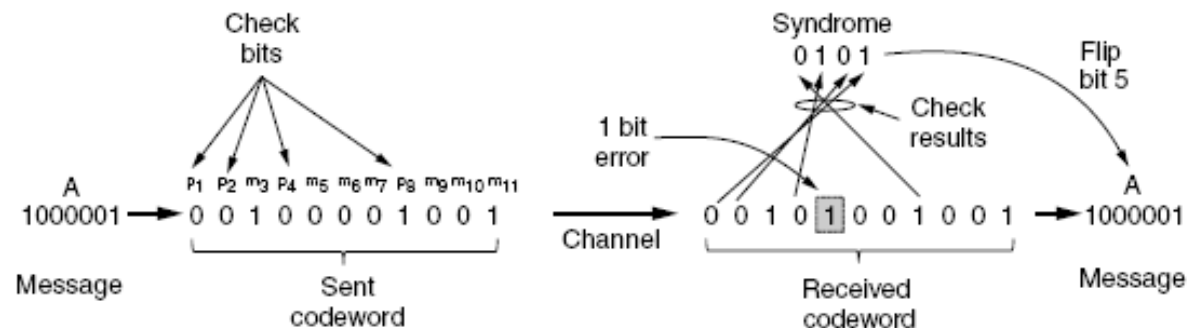 Check
bits
Syndrome
0 1 0 1
Flip
bit 5
1 bit
error
Check
results
A
1000001
p1 p2 m3 p4 m5 m6 m7 p8 m9 m10 m11
0 0 1 0 0 0 0 1 0 0 1
Channel
0 0 1 0 1 0 0 1 0 0 1
A
1000001
Message
Sent
codeword
Received
codeword
Message